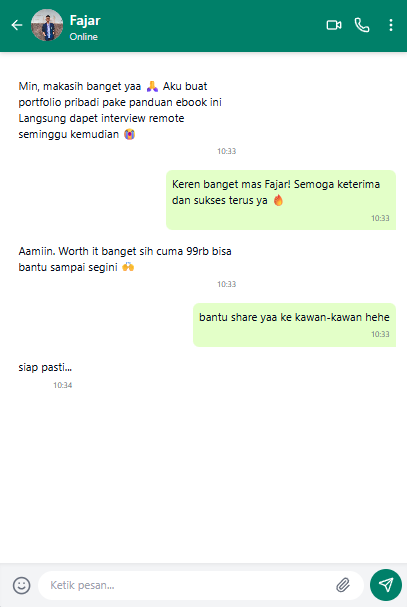 Fajar
Online
Min, makasih banget yaa 🙏 Aku buat
portfolio pribadi pake panduan ebook ini
Langsung dapet interview remote
seminggu kemudian 😭
10:33
Keren banget mas Fajar! Semoga keterima
dan sukses terus ya 🔥
10:33
Aamiin. Worth it banget sih cuma 99rb bisa
bantu sampai segini 🙌
10:33
bantu share yaa ke kawan-kawan hehe
10:33
siap pasti...
10:34
Ketik pesan...